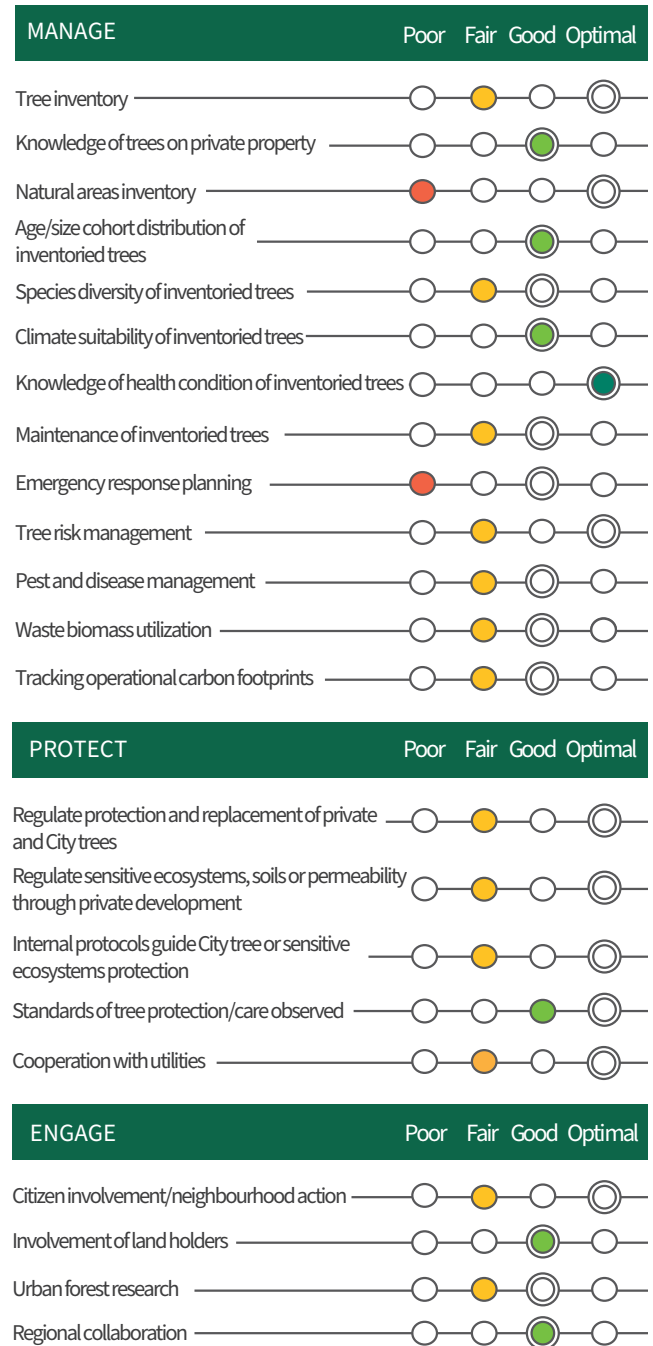 MANAGE Poor Fair Good Optimal
Tree inventory
Knowledge of trees on private property
Natural areas inventory
Age/size cohort distribution of
inventoried trees
Species diversity of inventoried trees
Climate suitability of inventoried trees
Knowledge of health condition of inventoried trees
Maintenance of inventoried trees
Emergency response planning
Tree risk management
Pest and disease management
Waste biomass utilization
Tracking operational carbon footprints
PROTECT Poor Fair Good Optimal
Regulate protection and replacement of private
and City trees
Regulate sensitive ecosystems, soils or permeability
through private development
Internal protocols guide City tree or sensitive
ecosystems protection
Standards of tree protection/care observed
Cooperation with utilities
ENGAGE Poor Fair Good Optimal
Citizen involvement/neighbourhood action
Involvement of land holders
Urban forest research
Regional collaboration